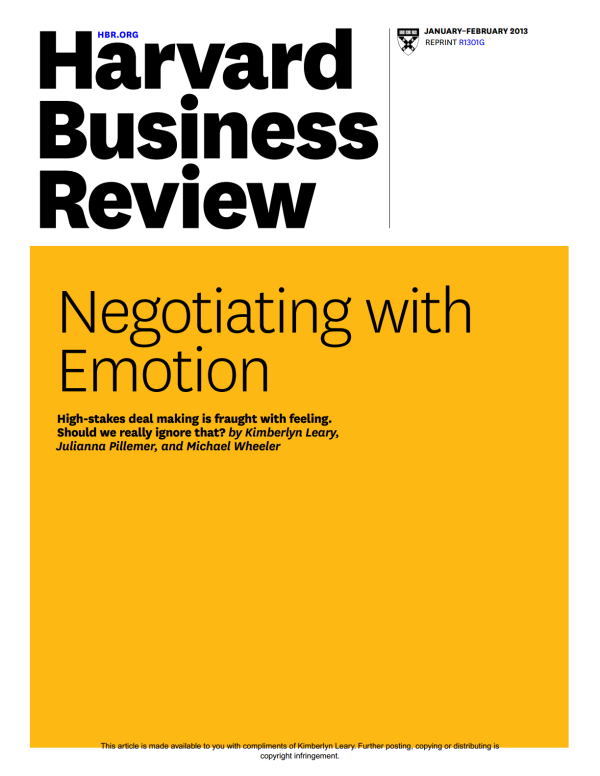 HBR.ORG
Harvard
Business
Review
JANUARY–FEBRUARY 2013
REPRINT R1301G
Negotiating with
Emotion
High-stakes deal making is fraught with feeling.
Should we really ignore that? by Kimberlyn Leary,
Julianna Pillemer, and Michael Wheeler
This article is made available to you with compliments of Kimberlyn Leary. Further posting, copying or distributing is
copyright infringement.